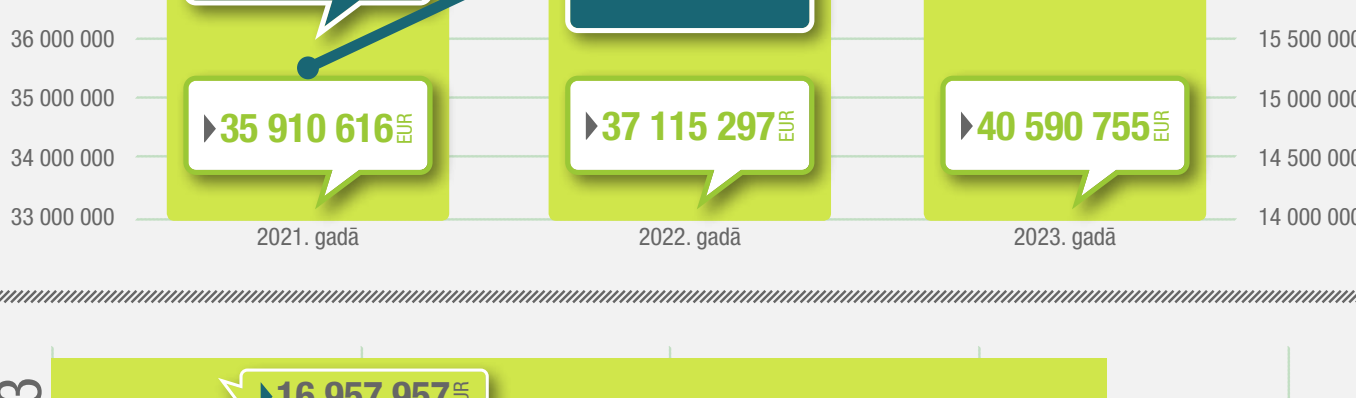 36 000 000
35 000 000
34 000 000
33 000 000
35 910 616 EUR
37 115 297 EUR
40 590 755 EUR
15 500 000
15 000 000
14 500 000
14 000 000
2021. gadā
2022. gadā
2023. gadā
3
16 957 957 EUR